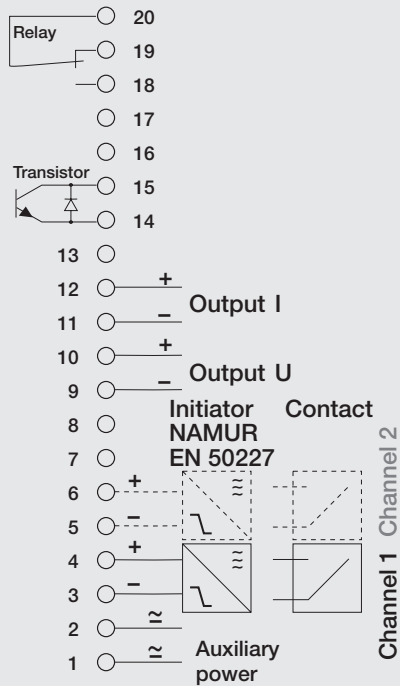 20
Relay
19
18
17
16
Transistor
15
14
13
12 + Output I
11 −
10 + Output U
9 −
Initiator Contact
8 NAMUR
7 EN 50227
6 + ≈
5 −
4 + ≈
3 −
2 ≃
1 ≃ Auxiliary
power
Channel 1 Channel 2